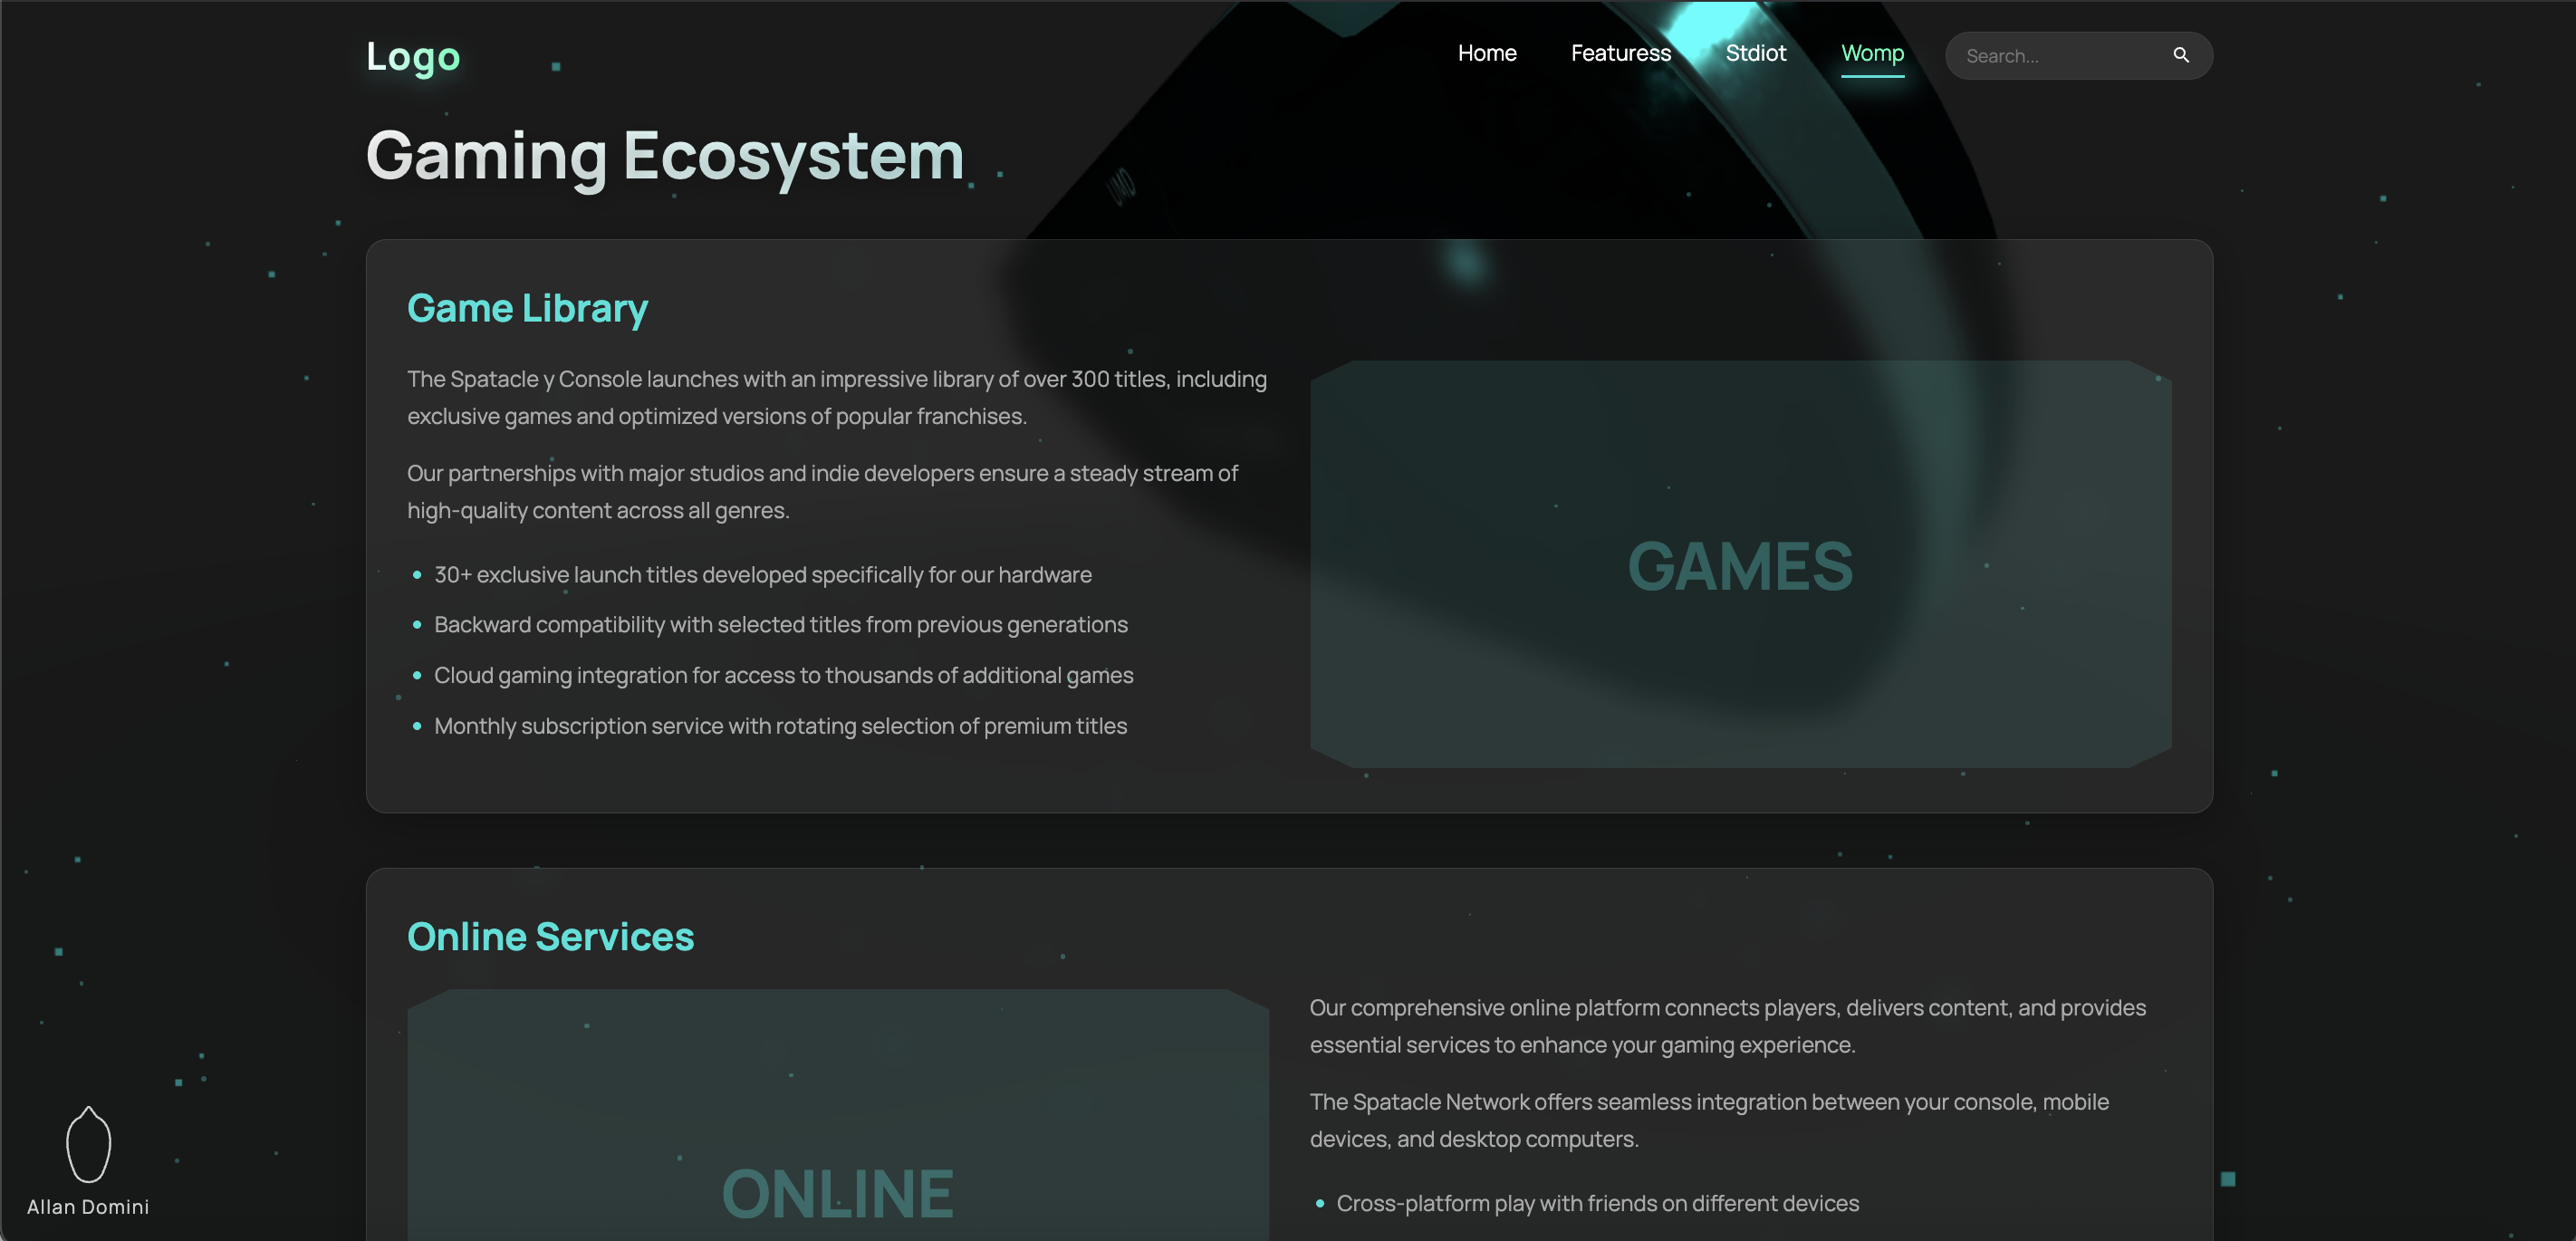 Logo
Home
Featuress
Stdiot
Womp
Search...
Gaming Ecosystem
UMD
Game Library
The Spatacle y Console launches with an impressive library of over 300 titles, including
exclusive games and optimized versions of popular franchises.
Our partnerships with major studios and indie developers ensure a steady stream of
high-quality content across all genres.
30+ exclusive launch titles developed specifically for our hardware
Backward compatibility with selected titles from previous generations
Cloud gaming integration for access to thousands of additional games
Monthly subscription service with rotating selection of premium titles
GAMES
Online Services
ONLINE
Our comprehensive online platform connects players, delivers content, and provides
essential services to enhance your gaming experience.
The Spatacle Network offers seamless integration between your console, mobile
devices, and desktop computers.
Cross-platform play with friends on different devices
Allan Domini